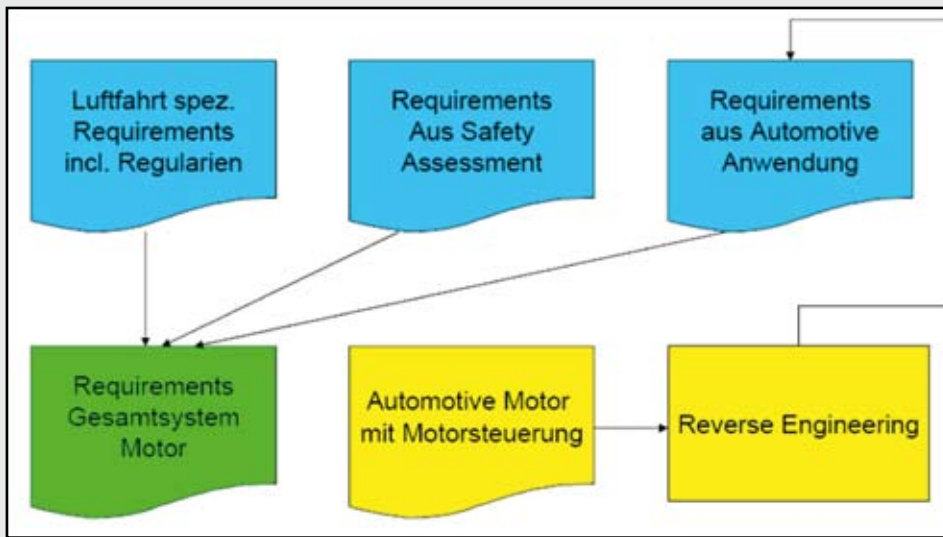 Luftfahrt spez.
Requirements
incl. Regularien
Requirements
Aus Safety
Assessment
Requirements
aus Automotive
Anwendung
Requirements
Gesamtsystem
Motor
Automotive Motor
mit Motorsteuerung
Reverse Engineering